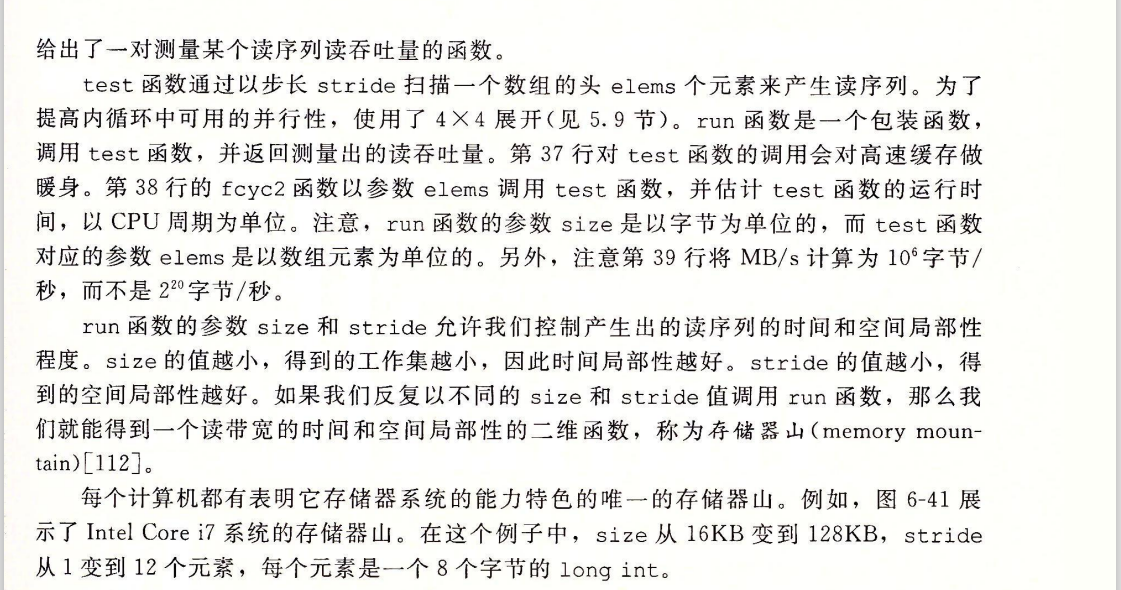 给出了一对测量某个读序列读吞吐量的函数。
test 函数通过以步长 stride 扫描一个数组的头 elems 个元素来产生读序列。为了
提高内循环中可用的并行性，使用了 4×4 展开(见 5.9 节)。run 函数是一个包装函数，
调用 test 函数，并返回测量出的读吞吐量。第 37 行对 test 函数的调用会对高速缓存做
暖身。第 38 行的 fcyc2 函数以参数 elems 调用 test 函数，并估计 test 函数的运行时
间，以 CPU 周期为单位。注意，run 函数的参数 size 是以字节为单位的，而 test 函数
对应的参数 elems 是以数组元素为单位的。另外，注意第 39 行将 MB/s 计算为 10⁶ 字节/
秒，而不是 2²⁰ 字节/秒。
run 函数的参数 size 和 stride 允许我们控制产生出的读序列的时间和空间局部性
程度。size 的值越小，得到的工作集越小，因此时间局部性越好。stride 的值越小，得
到的空间局部性越好。如果我们反复以不同的 size 和 stride 值调用 run 函数，那么我
们就能得到一个读带宽的时间和空间局部性的二维函数，称为存储器山(memory moun-
tain)[112]。
每个计算机都有表明它存储器系统的能力特色的唯一的存储器山。例如，图 6-41 展
示了 Intel Core i7 系统的存储器山。在这个例子中，size 从 16KB 变到 128KB，stride
从 1 变到 12 个元素，每个元素是一个 8 个字节的 long int。